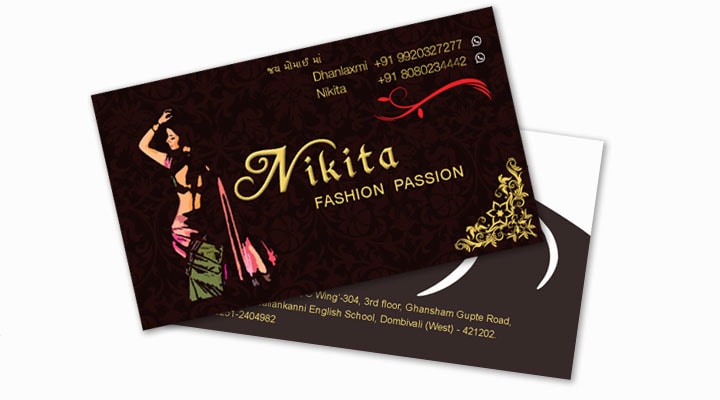 જય મોમાઈ માં
Dhanlaxmi +91 9920327277
Nikita +91 8080234442
Nikita
FASHION PASSION
Wing'-304, 3rd floor, Ghansham Gupte Road,
English School, Dombivali (West) - 421202.
-2404982